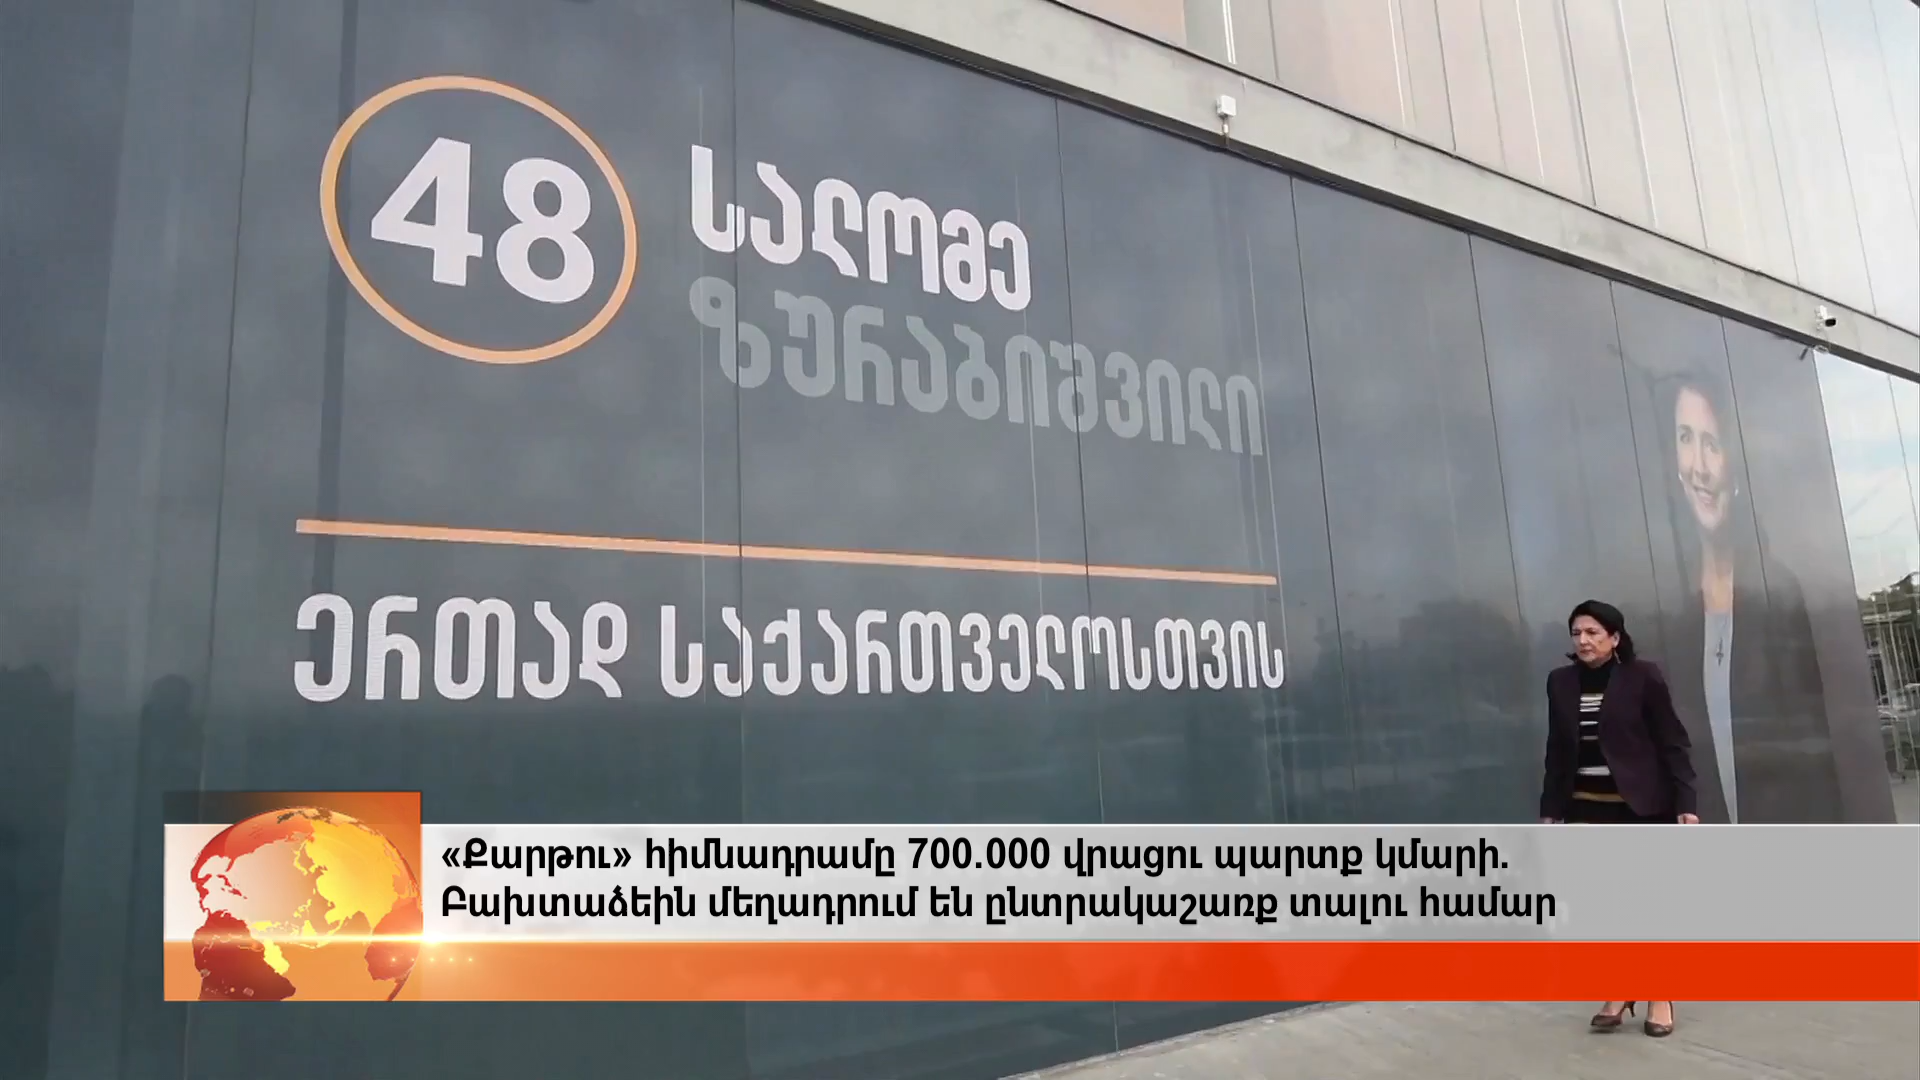 48
სალომე
ზურაბიშვილი
ერთად საქართველოსთვის
«Քարթու» հիմնադրամը 700.000 վրացու պարտք կմարի.
Բախտաձեին մեղադրում են ընտրակաշառք տալու համար